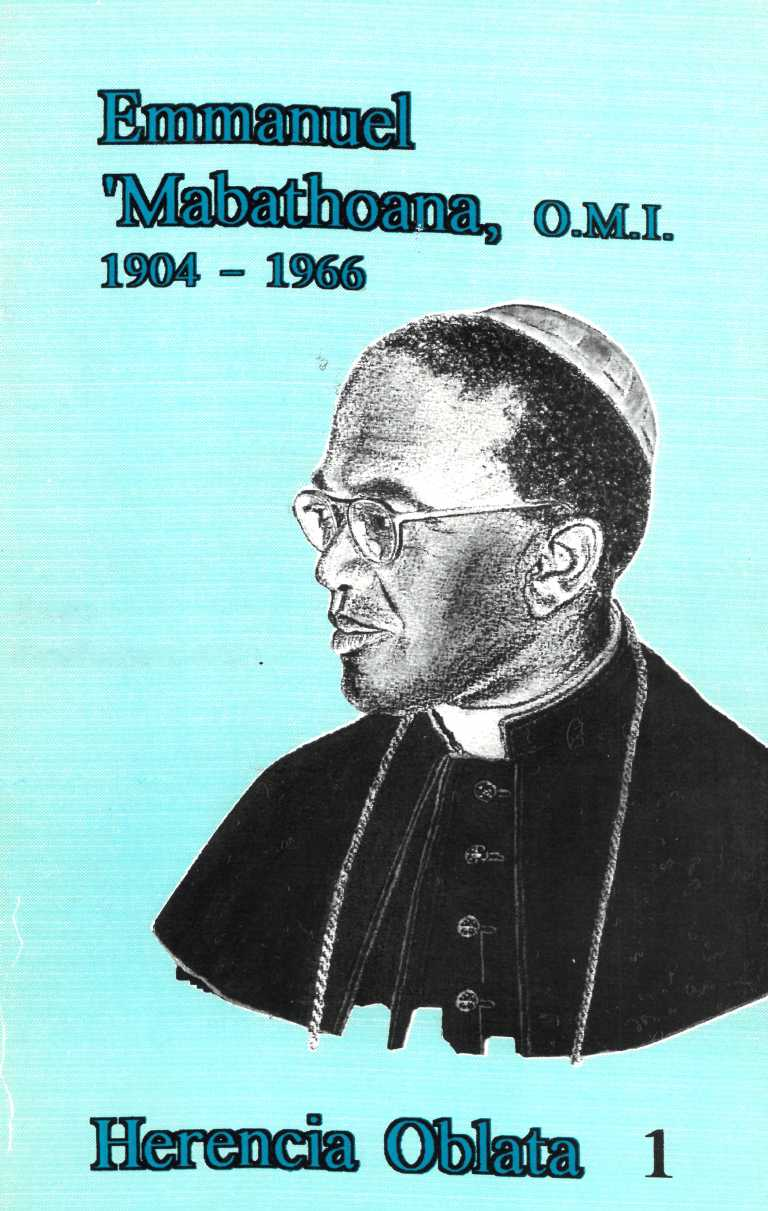 Emmanuel
'Mabathoana, O.M.I.
1904 - 1966
Herencia Oblata 1